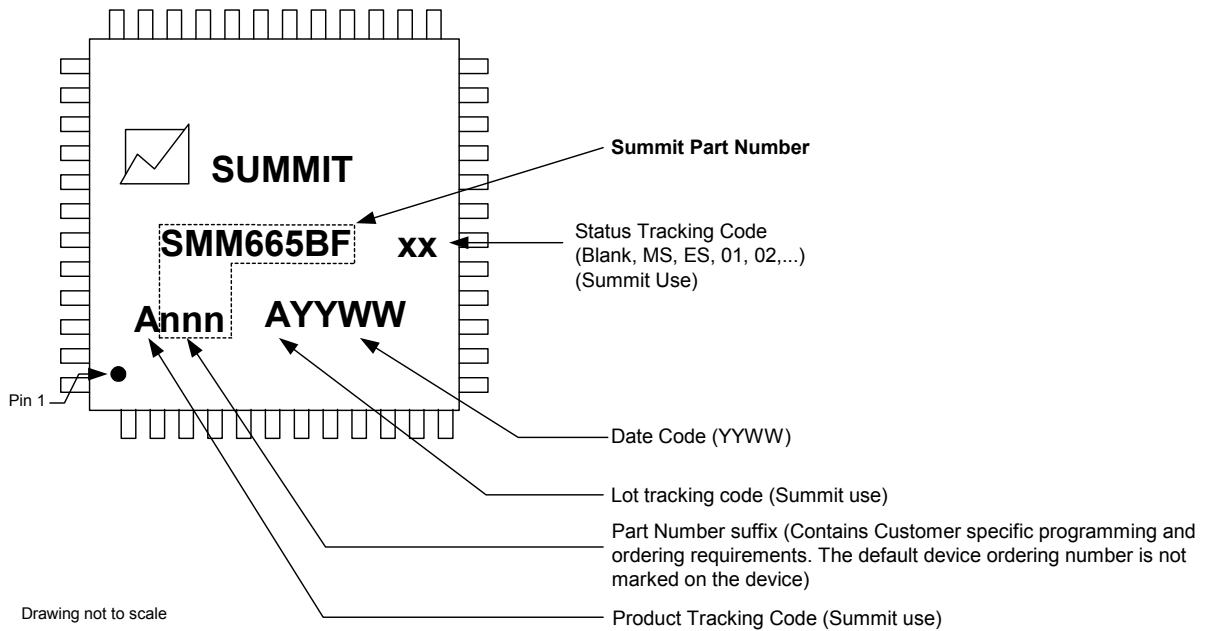 SUMMIT
SMM665BF
xx
Annn
AYYWW
Pin 1
Summit Part Number
Status Tracking Code
(Blank, MS, ES, 01, 02,...)
(Summit Use)
Date Code (YYWW)
Lot tracking code (Summit use)
Part Number suffix (Contains Customer specific programming and
ordering requirements. The default device ordering number is not
marked on the device)
Product Tracking Code (Summit use)
Drawing not to scale